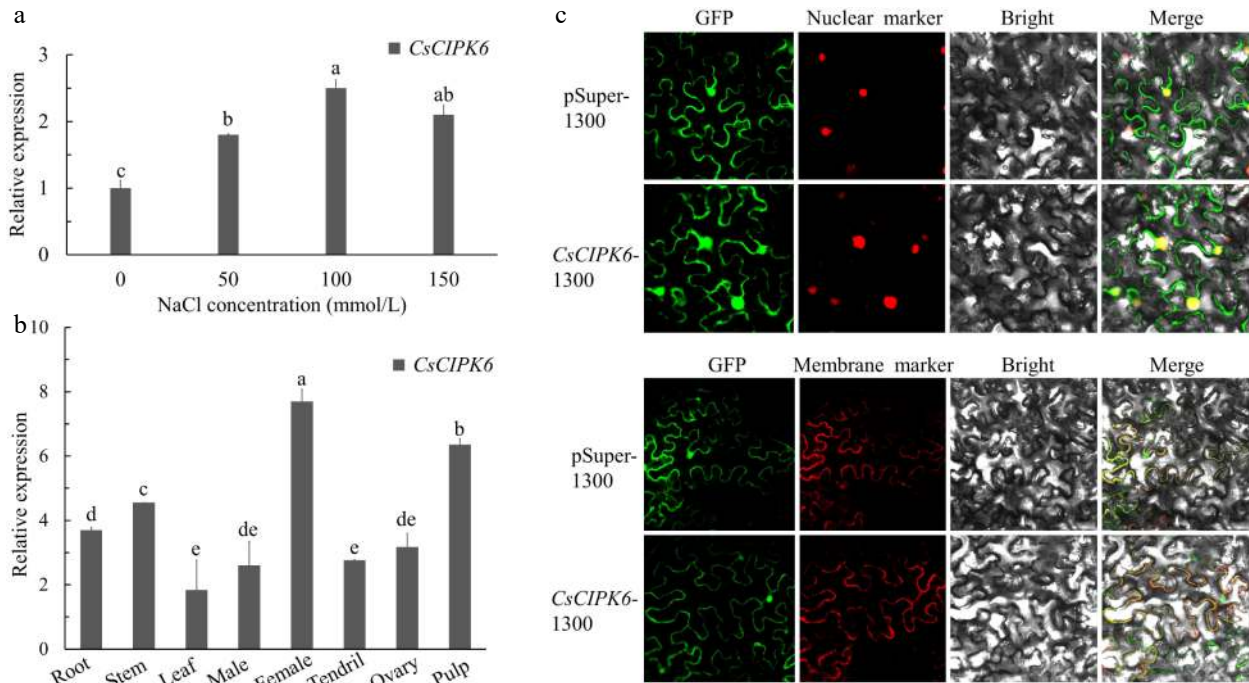 a
CsCIPK6
3
2
1
0
Relative expression
c
b
a
ab
0 50 100 150
NaCl concentration (mmol/L)
b
CsCIPK6
10
8
6
4
2
0
Relative expression
d
c
e
de
a
e
de
b
Root Stem Leaf Male Female Tendril Ovary Pulp
c
GFP Nuclear marker Bright Merge
pSuper-
1300
CsCIPK6-
1300
GFP Membrane marker Bright Merge
pSuper-
1300
CsCIPK6-
1300